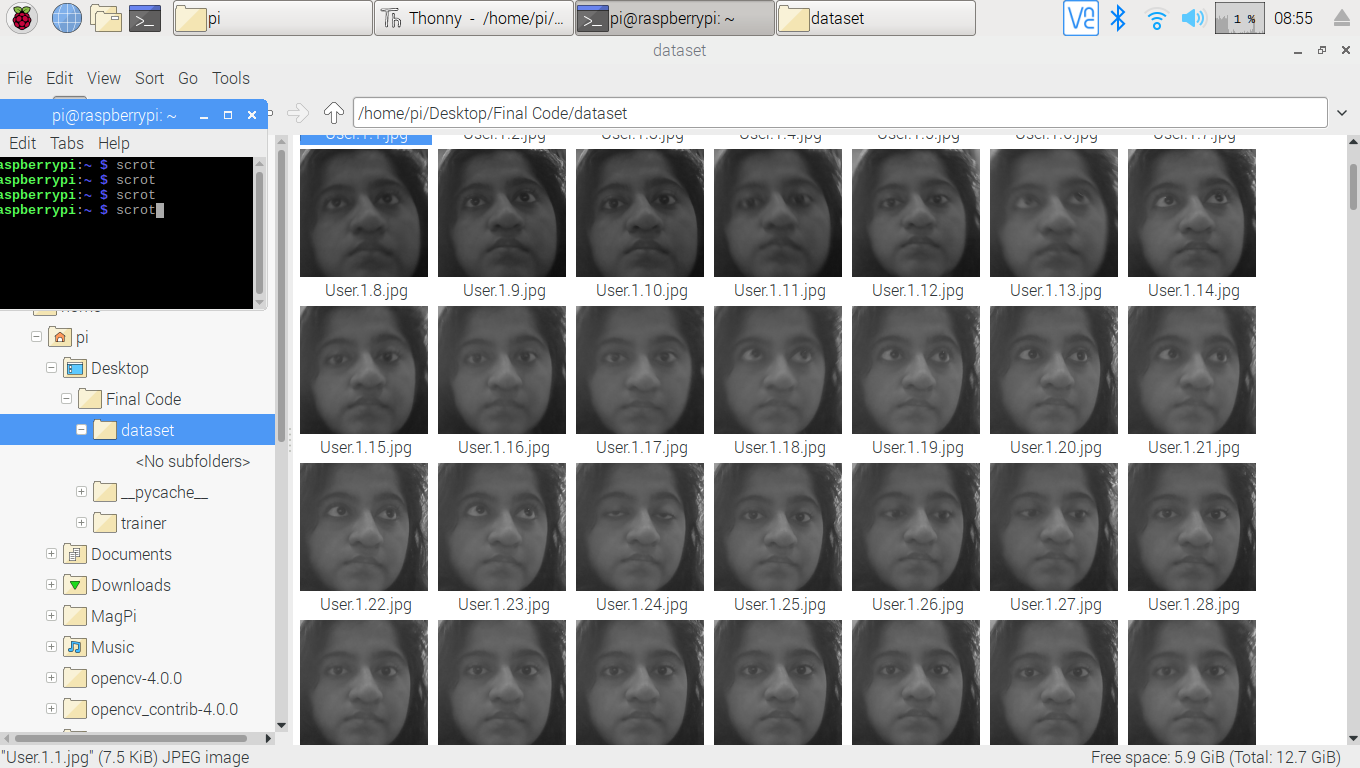 pi
Thonny - /home/pi/...
pi@raspberrypi: ~
dataset
1 %
08:55
dataset
File Edit View Sort Go Tools
/home/pi/Desktop/Final Code/dataset
pi@raspberrypi: ~
Edit Tabs Help
aspberrypi:~ $ scrot
aspberrypi:~ $ scrot
aspberrypi:~ $ scrot
aspberrypi:~ $ scrot
pi
Desktop
Final Code
dataset
<No subfolders>
__pycache__
trainer
Documents
Downloads
MagPi
Music
opencv-4.0.0
opencv_contrib-4.0.0
User.1.1.jpg User.1.2.jpg User.1.3.jpg User.1.4.jpg User.1.5.jpg User.1.6.jpg User.1.7.jpg
User.1.8.jpg User.1.9.jpg User.1.10.jpg User.1.11.jpg User.1.12.jpg User.1.13.jpg User.1.14.jpg
User.1.15.jpg User.1.16.jpg User.1.17.jpg User.1.18.jpg User.1.19.jpg User.1.20.jpg User.1.21.jpg
User.1.22.jpg User.1.23.jpg User.1.24.jpg User.1.25.jpg User.1.26.jpg User.1.27.jpg User.1.28.jpg
"User.1.1.jpg" (7.5 KiB) JPEG image
Free space: 5.9 GiB (Total: 12.7 GiB)